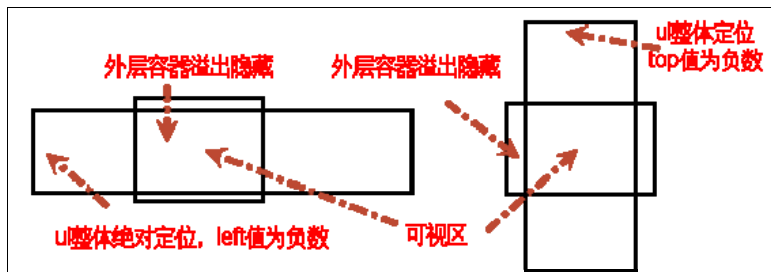 ul整体定位
top值为负数
外层容器溢出隐藏
外层容器溢出隐藏
ul整体绝对定位, left值为负数
可视区